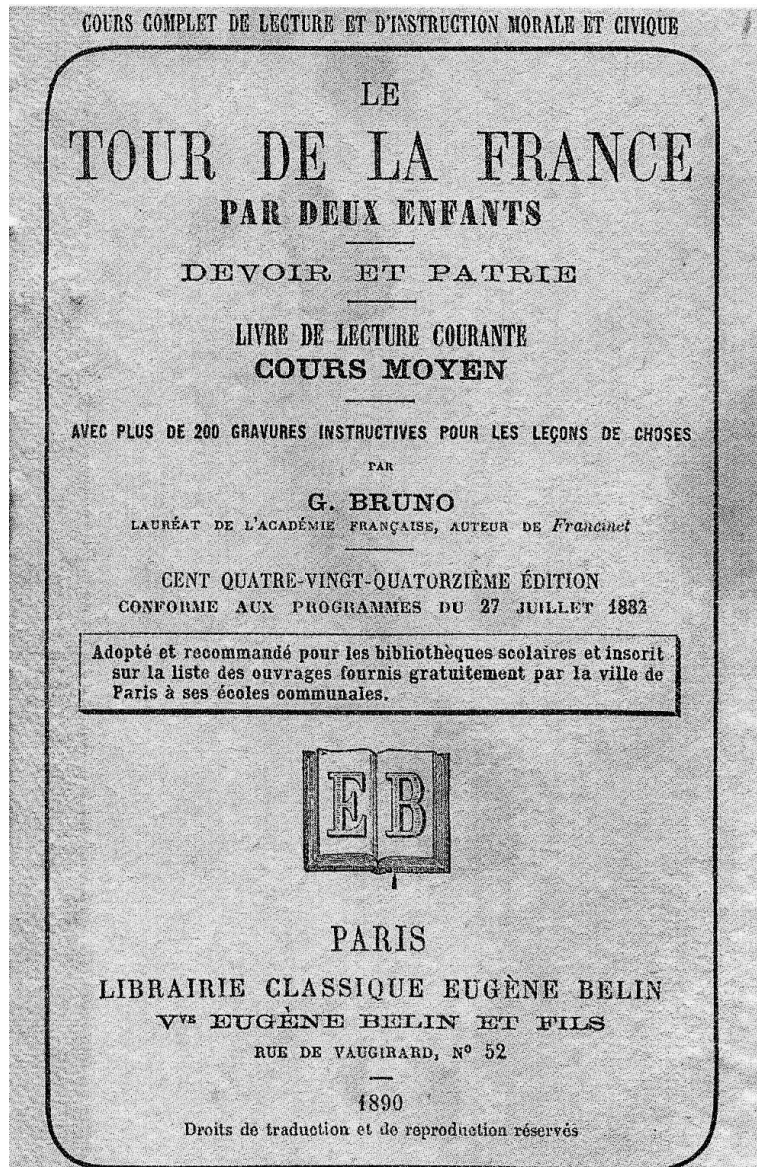 COURS COMPLET DE LECTURE ET D'INSTRUCTION MORALE ET CIVIQUE
LE
TOUR DE LA FRANCE
PAR DEUX ENFANTS
DEVOIR ET PATRIE
LIVRE DE LECTURE COURANTE
COURS MOYEN
AVEC PLUS DE 200 GRAVURES INSTRUCTIVES POUR LES LEÇONS DE CHOSES
PAR
G. BRUNO
LAURÉAT DE L'ACADÉMIE FRANÇAISE, AUTEUR DE Francinet
CENT QUATRE-VINGT-QUATORZIÈME ÉDITION
CONFORME AUX PROGRAMMES DU 27 JUILLET 1882
Adopté et recommandé pour les bibliothèques scolaires et inscrit
sur la liste des ouvrages fournis gratuitement par la ville de
Paris à ses écoles communales.
E B
PARIS
LIBRAIRIE CLASSIQUE EUGÈNE BELIN
Vve EUGÈNE BELIN ET FILS
RUE DE VAUGIRARD, No 52
1890
Droits de traduction et de reproduction réservés